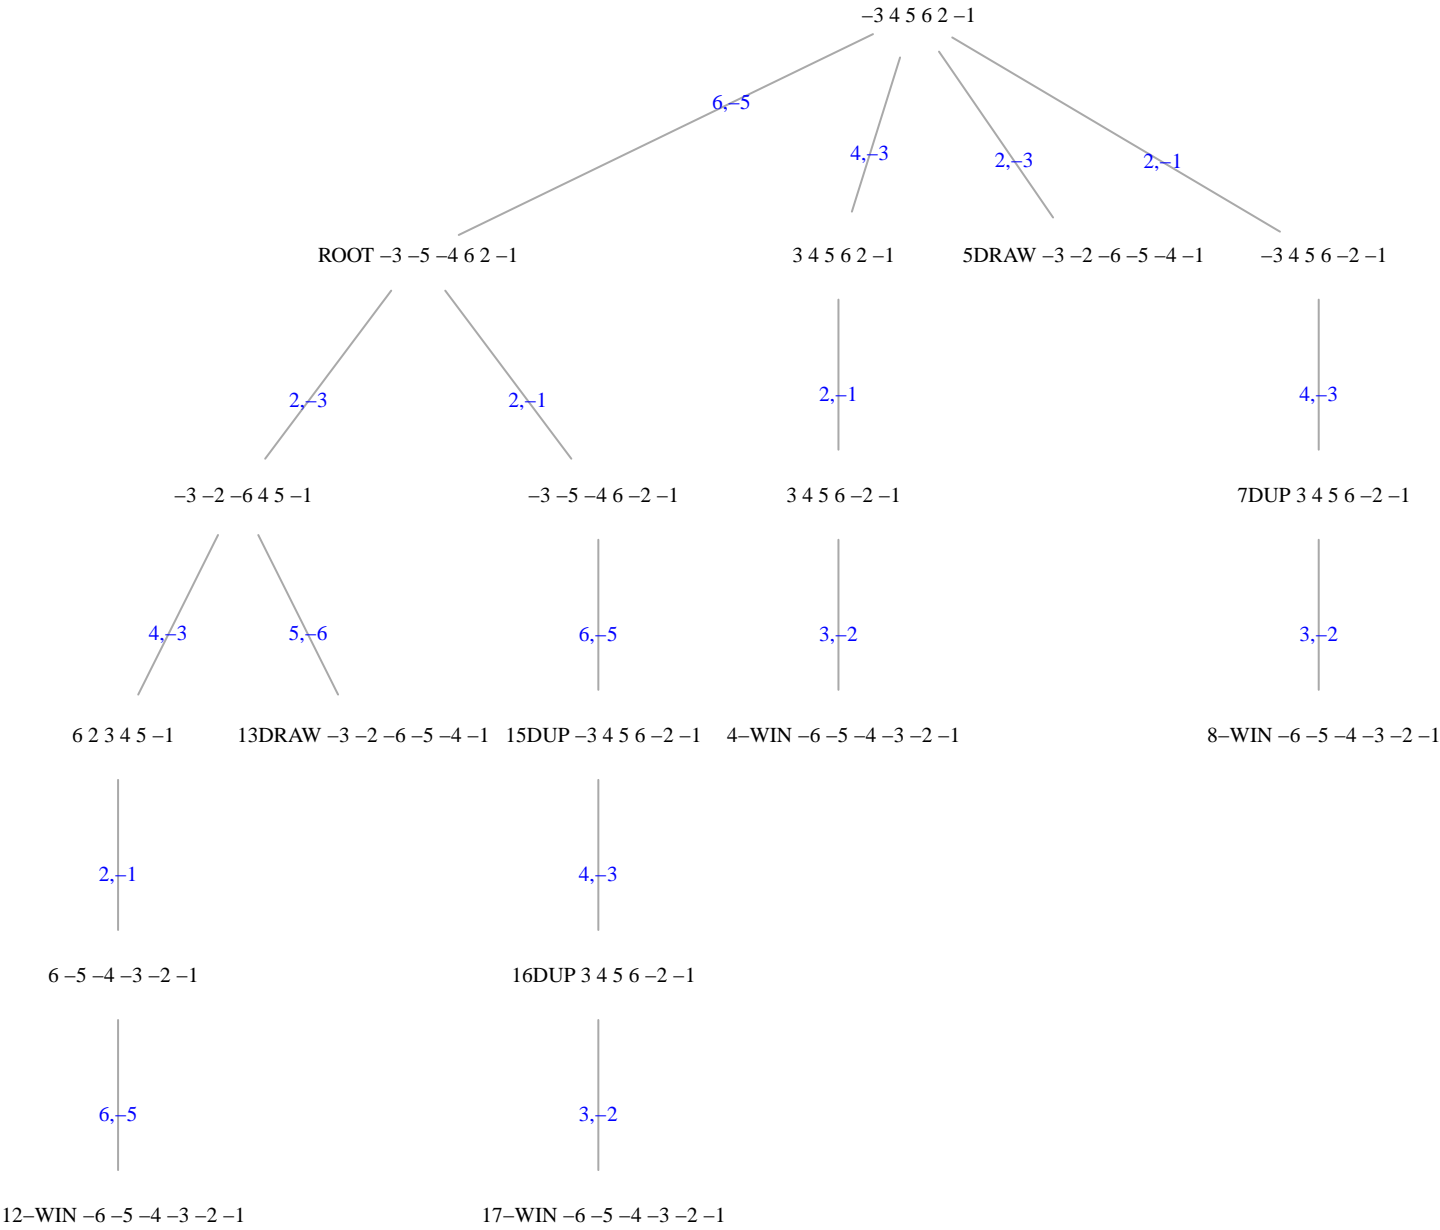 –3 4 5 6 2 –1
6,–5
4,–3
2,–3
2,–1
ROOT –3 –5 –4 6 2 –1
3 4 5 6 2 –1
5DRAW –3 –2 –6 –5 –4 –1
–3 4 5 6 –2 –1
2,–3
2,–1
2,–1
4,–3
–3 –2 –6 4 5 –1
–3 –5 –4 6 –2 –1
3 4 5 6 –2 –1
7DUP 3 4 5 6 –2 –1
4,–3
5,–6
6,–5
3,–2
3,–2
6 2 3 4 5 –1
13DRAW –3 –2 –6 –5 –4 –1
15DUP –3 4 5 6 –2 –1
4–WIN –6 –5 –4 –3 –2 –1
8–WIN –6 –5 –4 –3 –2 –1
2,–1
4,–3
6 –5 –4 –3 –2 –1
16DUP 3 4 5 6 –2 –1
6,–5
3,–2
12–WIN –6 –5 –4 –3 –2 –1
17–WIN –6 –5 –4 –3 –2 –1